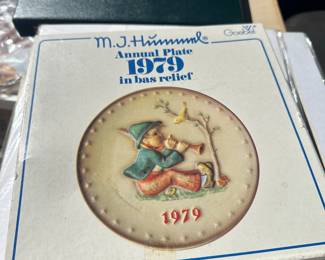 M.J. Hummel
Goebel
Annual Plate
1979
in bas relief
1979